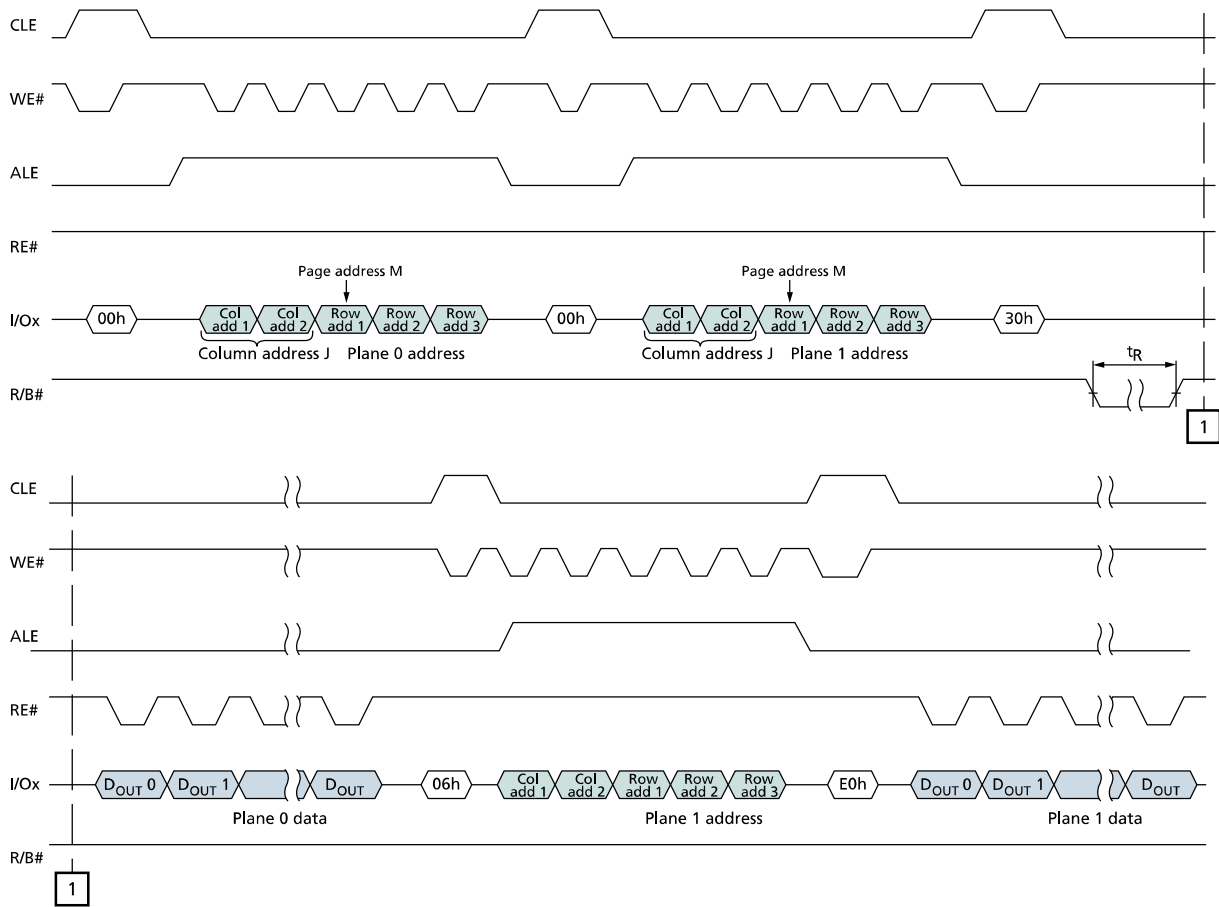 CLE
WE#
ALE
RE#
Page address M Page address M
I/Ox 00h Col add 1 Col add 2 Row add 1 Row add 2 Row add 3 00h Col add 1 Col add 2 Row add 1 Row add 2 Row add 3 30h
Column address J Plane 0 address Column address J Plane 1 address
tR
R/B#
1
CLE
WE#
ALE
RE#
I/Ox DOUT 0 DOUT 1 DOUT 06h Col add 1 Col add 2 Row add 1 Row add 2 Row add 3 E0h DOUT 0 DOUT 1 DOUT
Plane 0 data Plane 1 address Plane 1 data
R/B#
1